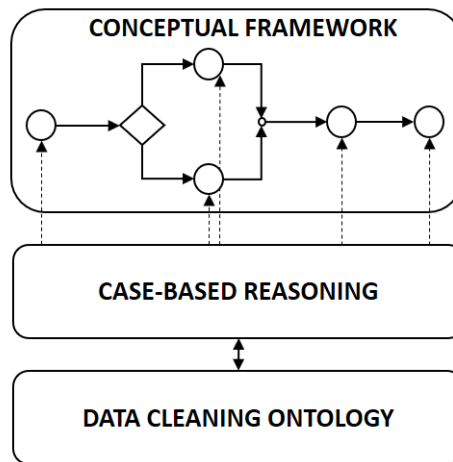 CONCEPTUAL FRAMEWORK
CASE-BASED REASONING
DATA CLEANING ONTOLOGY